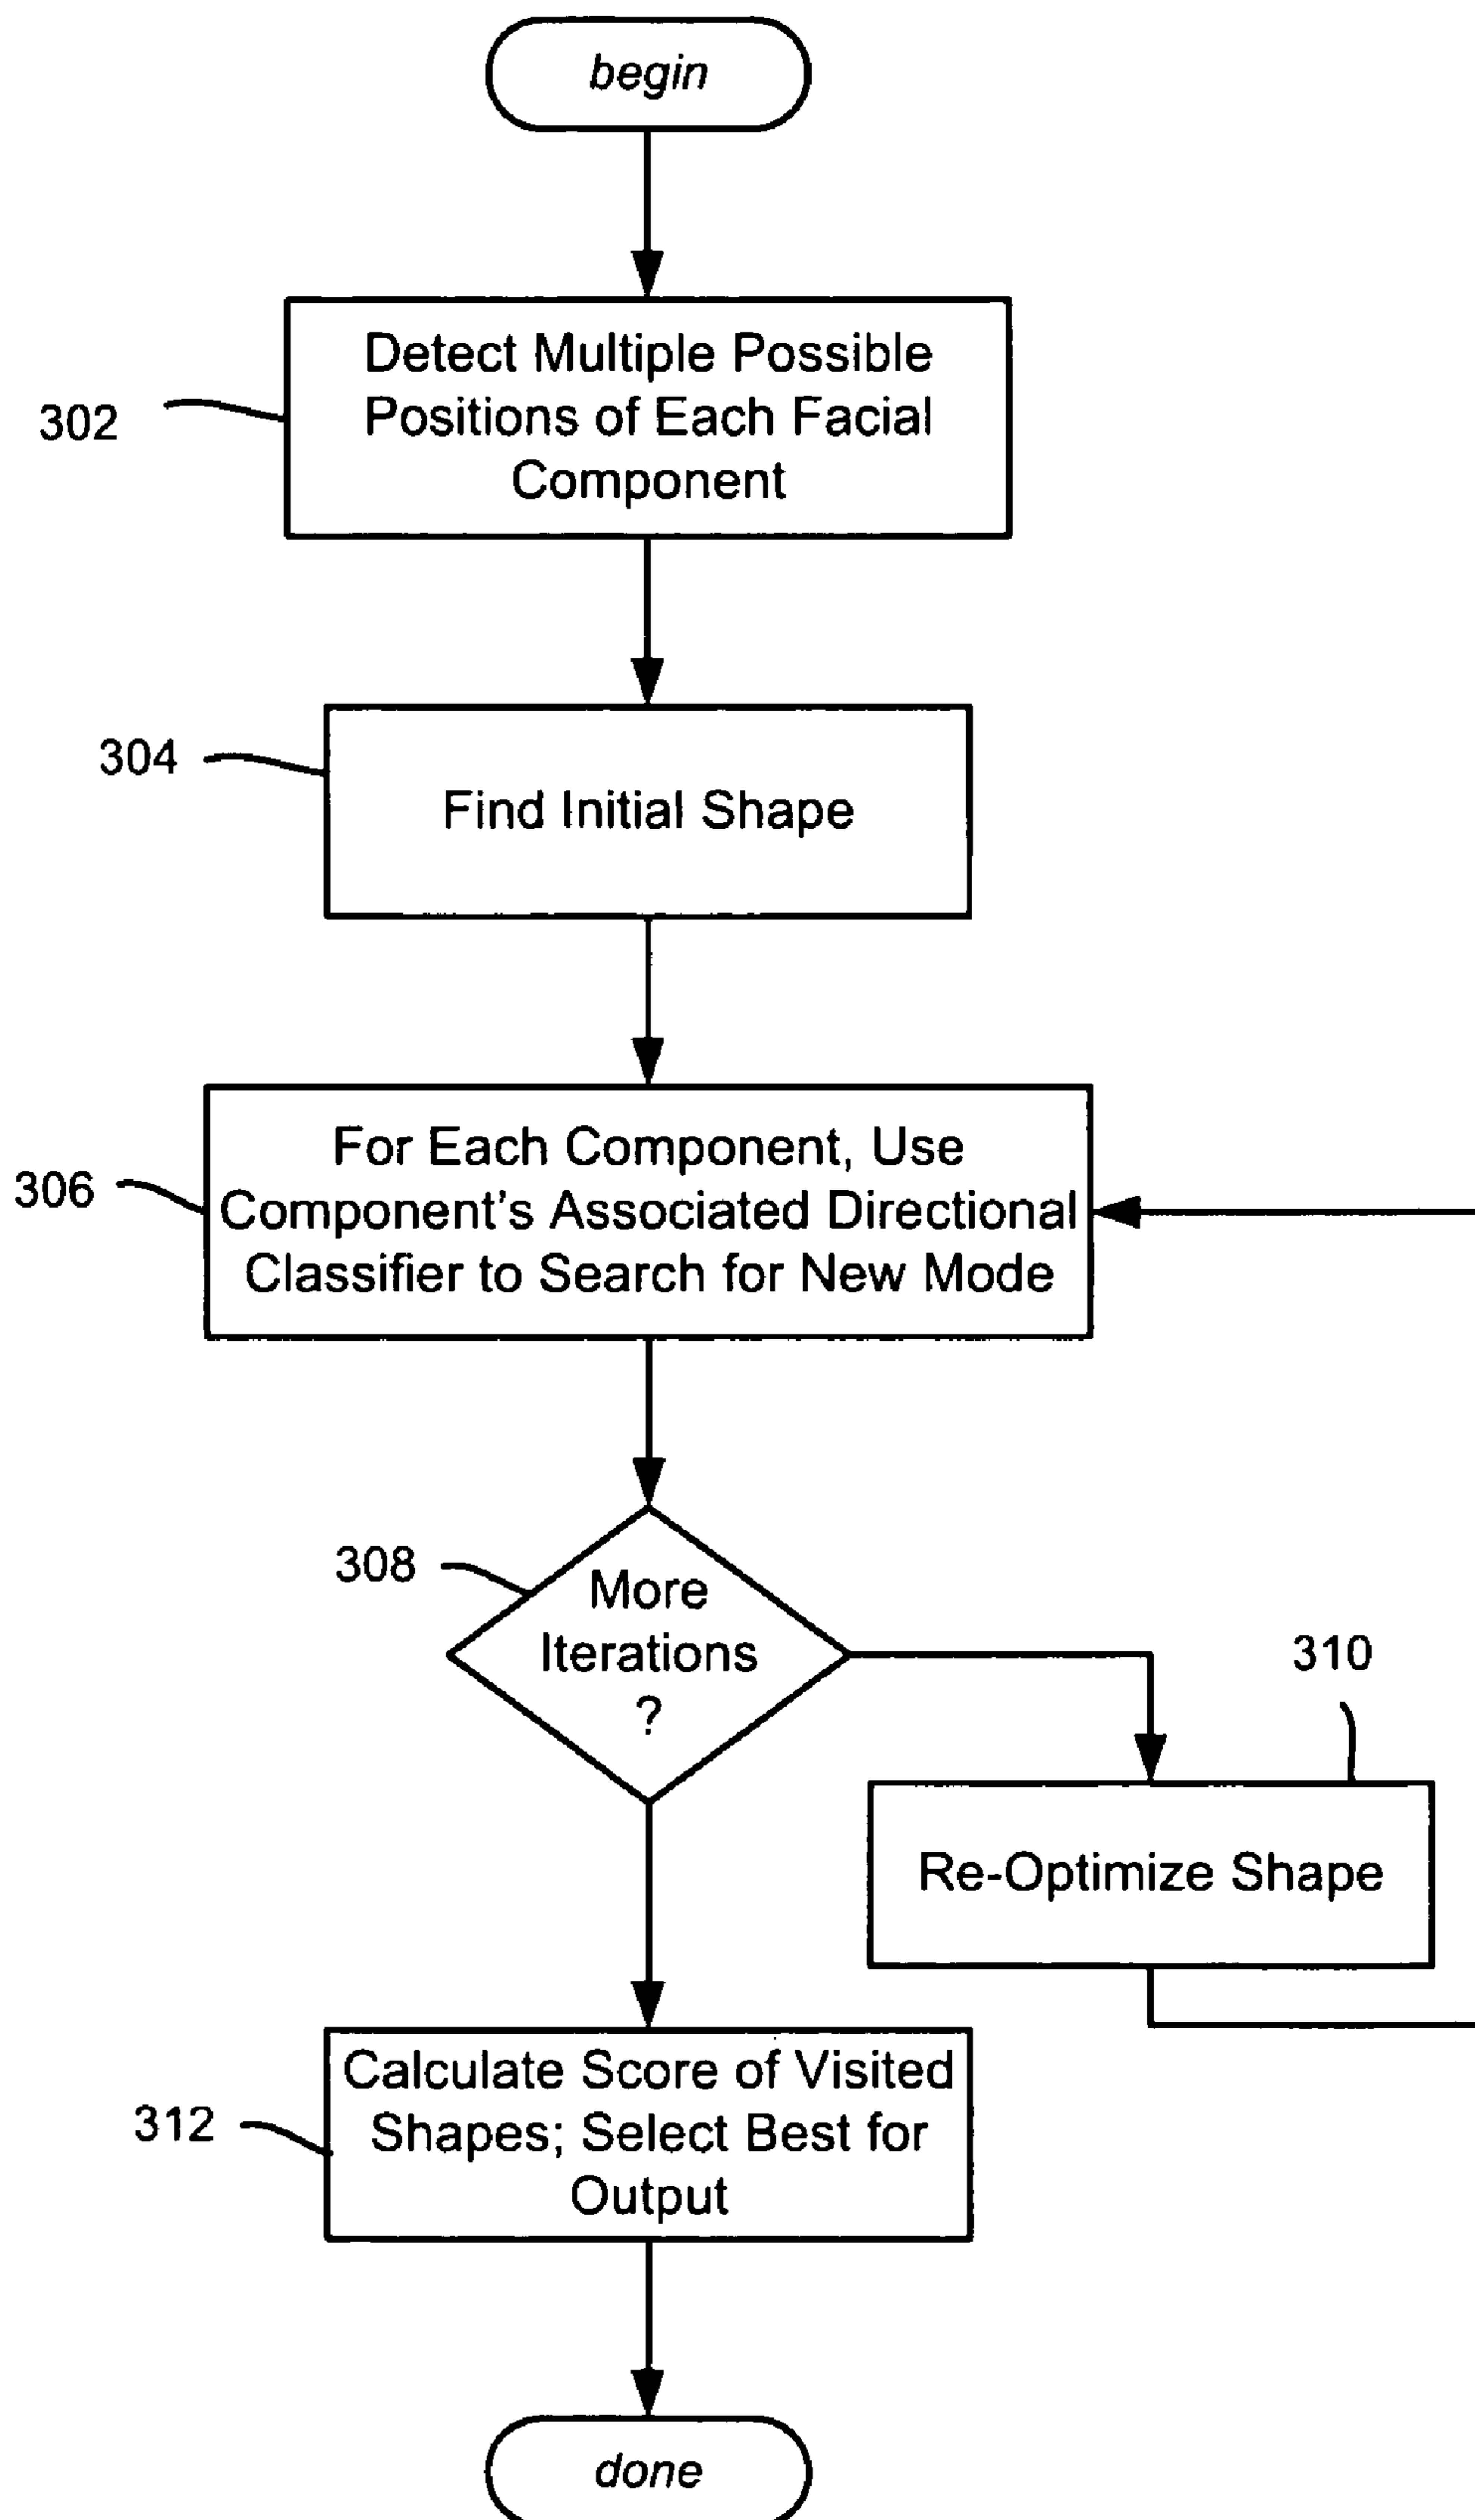 begin
302
Detect Multiple Possible
Positions of Each Facial
Component
304
Find Initial Shape
306
For Each Component, Use
Component's Associated Directional
Classifier to Search for New Mode
308
More
Iterations
?
310
Re-Optimize Shape
312
Calculate Score of Visited
Shapes; Select Best for
Output
done